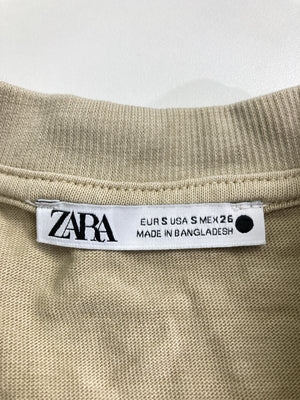 ZARA
EUR S USA S MEX 26
MADE IN BANGLADESH